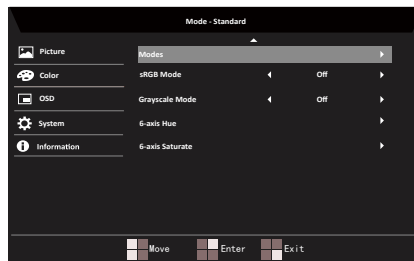 Mode - Standard
Picture
Color
OSD
System
Information
Modes
sRGB Mode Off
Grayscale Mode Off
6-axis Hue
6-axis Saturate
Move Enter Exit